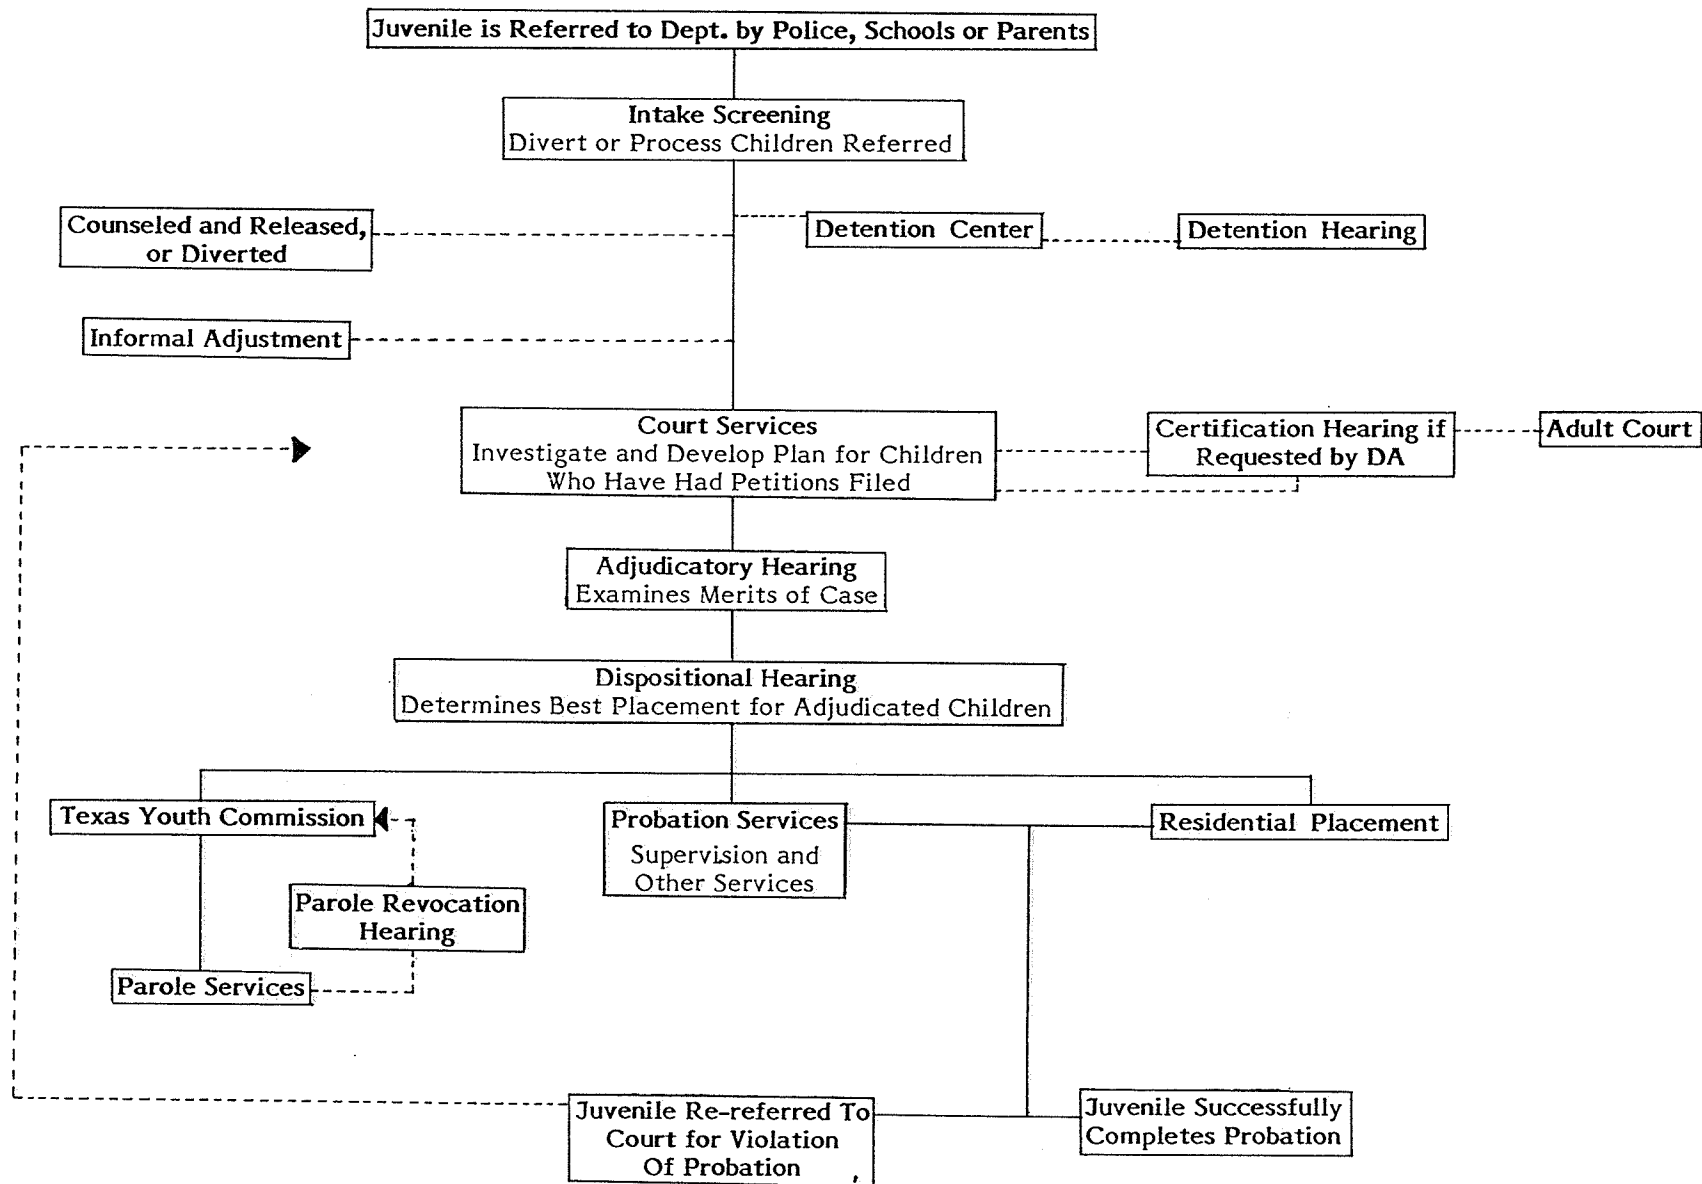 Juvenile is Referred to Dept. by Police, Schools or Parents
Intake Screening
Divert or Process Children Referred
Counseled and Released,
or Diverted
Detention Center
Detention Hearing
Informal Adjustment
Court Services
Investigate and Develop Plan for Children
Who Have Had Petitions Filed
Certification Hearing if
Requested by DA
Adult Court
Adjudicatory Hearing
Examines Merits of Case
Dispositional Hearing
Determines Best Placement for Adjudicated Children
Texas Youth Commission
Probation Services
Supervision and
Other Services
Residential Placement
Parole Revocation
Hearing
Parole Services
Juvenile Re-referred To
Court for Violation
Of Probation
Juvenile Successfully
Completes Probation